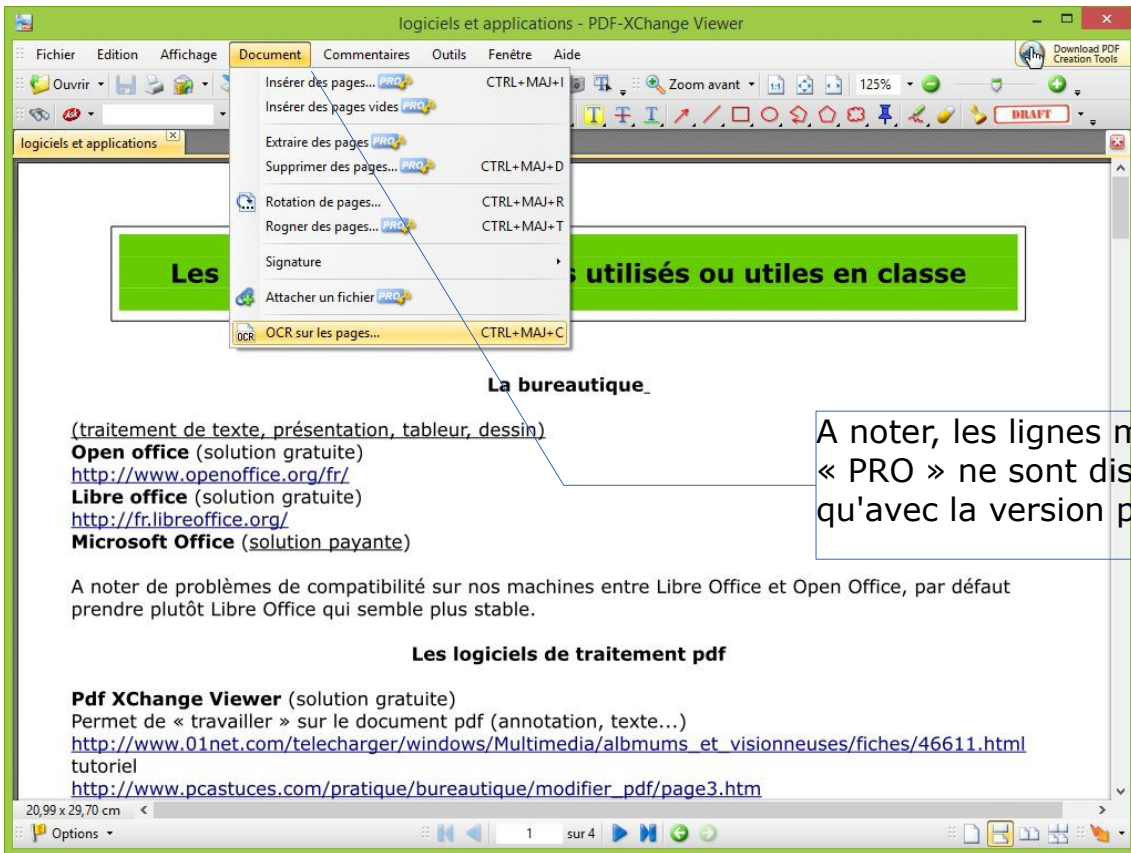 logiciels et applications - PDF-XChange Viewer
Fichier Edition Affichage Document Commentaires Outils Fenêtre Aide
Download PDF
Creation Tools
Ouvrir
Zoom avant
1:1
125%
DRAFT
logiciels et applications
Insérer des pages... PRO CTRL+MAJ+I
Insérer des pages vides PRO
Extraire des pages PRO
Supprimer des pages... PRO CTRL+MAJ+D
Rotation de pages... CTRL+MAJ+R
Rogner des pages... PRO CTRL+MAJ+T
Signature
Attacher un fichier PRO
OCR OCR sur les pages... CTRL+MAJ+C
Les utilisés ou utiles en classe
La bureautique
(traitement de texte, présentation, tableur, dessin)
Open office (solution gratuite)
http://www.openoffice.org/fr/
Libre office (solution gratuite)
http://fr.libreoffice.org/
Microsoft Office (solution payante)
A noter, les lignes
« PRO » ne sont
qu'avec la version
A noter de problèmes de compatibilité sur nos machines entre Libre Office et Open Office, par défaut
prendre plutôt Libre Office qui semble plus stable.
Les logiciels de traitement pdf
Pdf XChange Viewer (solution gratuite)
Permet de « travailler » sur le document pdf (annotation, texte...)
http://www.01net.com/telecharger/windows/Multimedia/albmums_et_visionneuses/fiches/46611.html
tutoriel
http://www.pcastuces.com/pratique/bureautique/modifier_pdf/page3.htm
20,99 x 29,70 cm
Options 1 sur 4